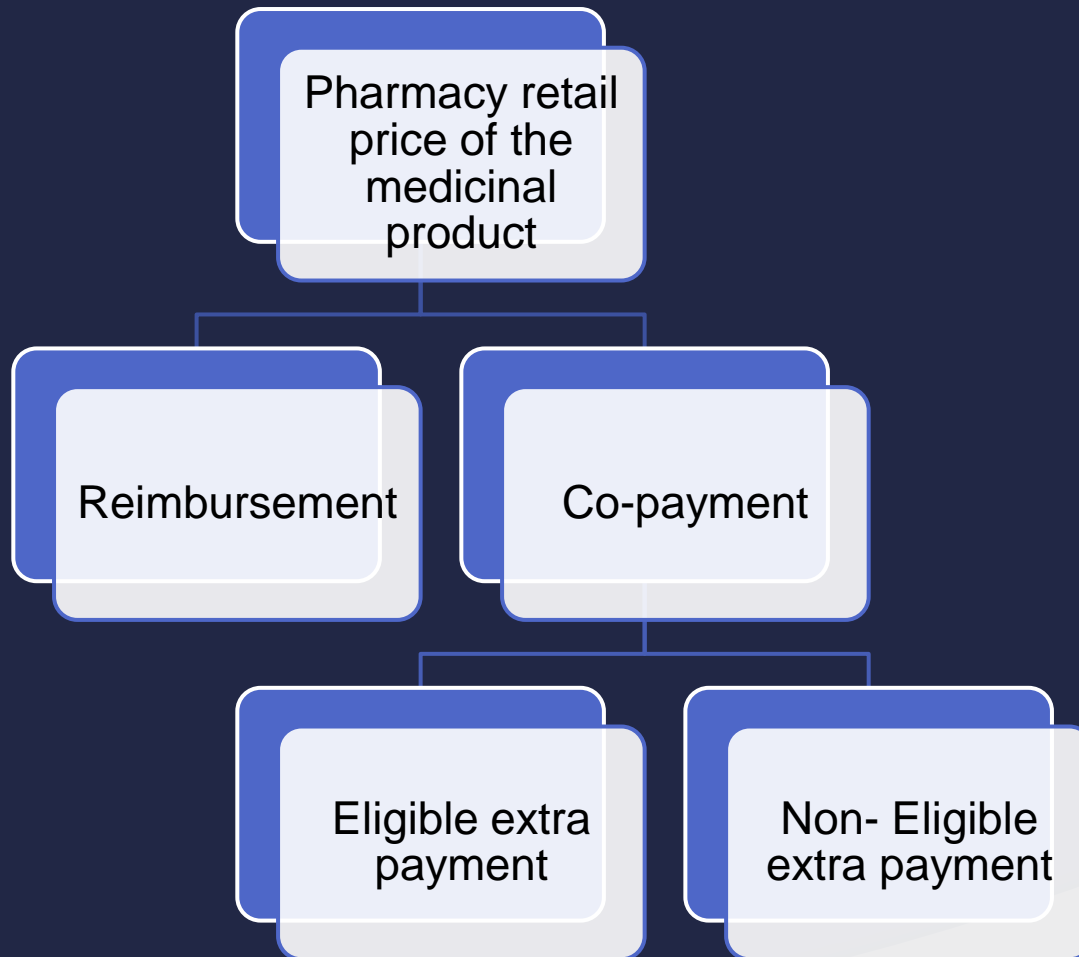 Pharmacy retail
price of the
medicinal
product
Reimbursement
Co-payment
Eligible extra
payment
Non- Eligible
extra payment